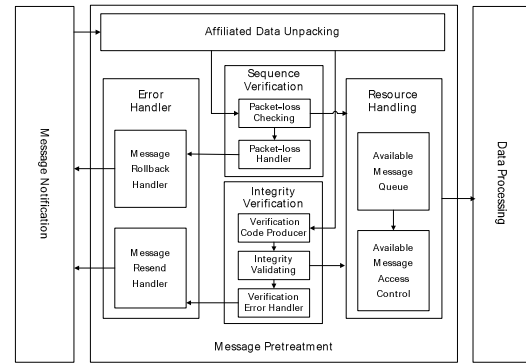 Affiliated Data Unpacking
Message Notification
Error
Handler
Message
Rollback
Handler
Message
Resend
Handler
Sequence
Verification
Packet-loss
Checking
Packet-loss
Handler
Integrity
Verification
Verification
Code Producer
Integrity
Validating
Verification
Error Handler
Resource
Handling
Available
Message
Queue
Available
Message
Access
Control
Data Processing
Message Pretreatment